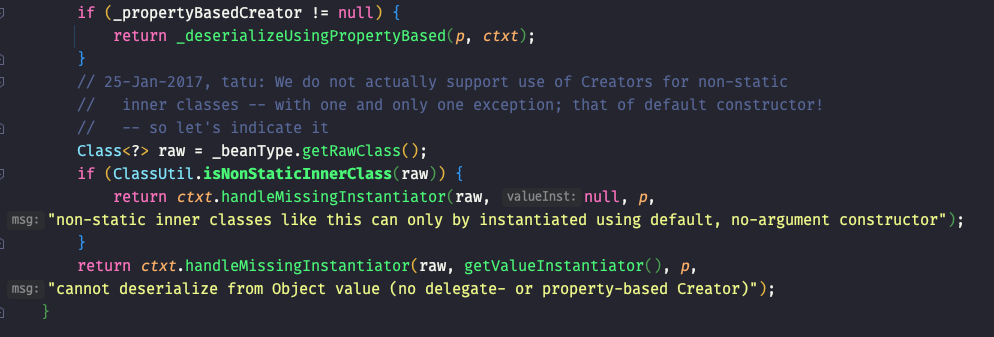 if (_propertyBasedCreator != null) {
return _deserializeUsingPropertyBased(p, ctxt);
}
// 25-Jan-2017, tatu: We do not actually support use of Creators for non-static
//   inner classes -- with one and only one exception; that of default constructor!
//   -- so let's indicate it
Class<?> raw = _beanType.getRawClass();
if (ClassUtil.isNonStaticInnerClass(raw)) {
return ctxt.handleMissingInstantiator(raw, valueInst: null, p,
msg: "non-static inner classes like this can only by instantiated using default, no-argument constructor");
}
return ctxt.handleMissingInstantiator(raw, getValueInstantiator(), p,
msg: "cannot deserialize from Object value (no delegate- or property-based Creator)");
}